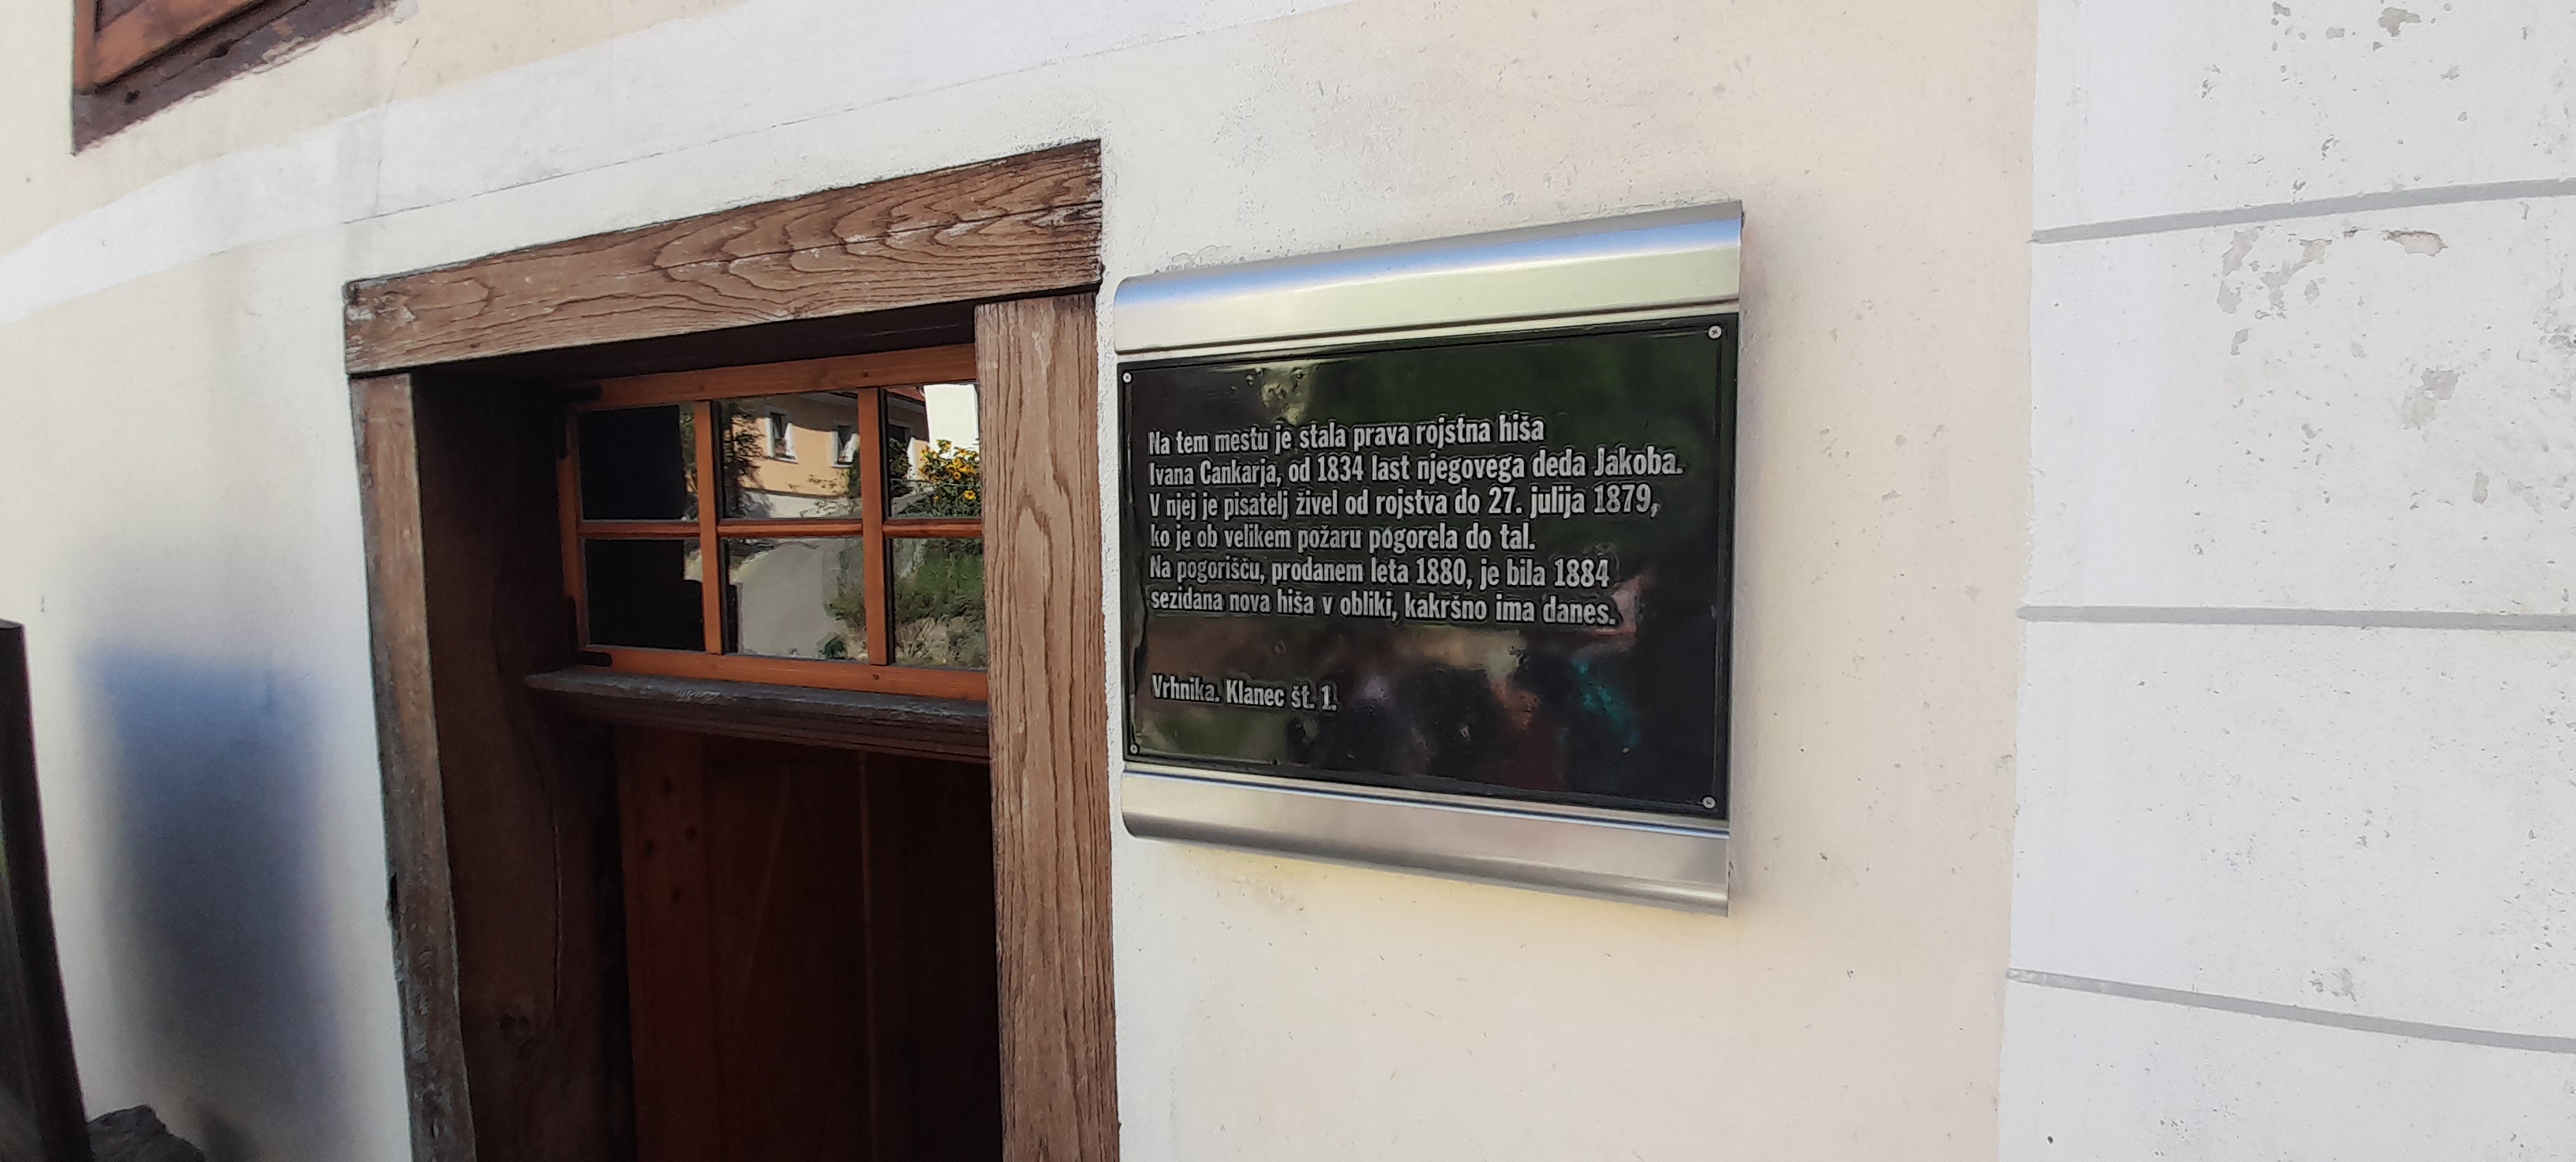 Na tem mestu je stala prava rojstna hiša
Ivana Cankarja, od 1834 last njegovega deda Jakoba.
V njej je pisatelj živel od rojstva do 27. julija 1879,
ko je ob velikem požaru pogorela do tal.
Na pogorišču, prodanem leta 1880, je bila 1884
sezidana nova hiša v obliki, kakršno ima danes.
Vrhnika. Klanec št. 1.